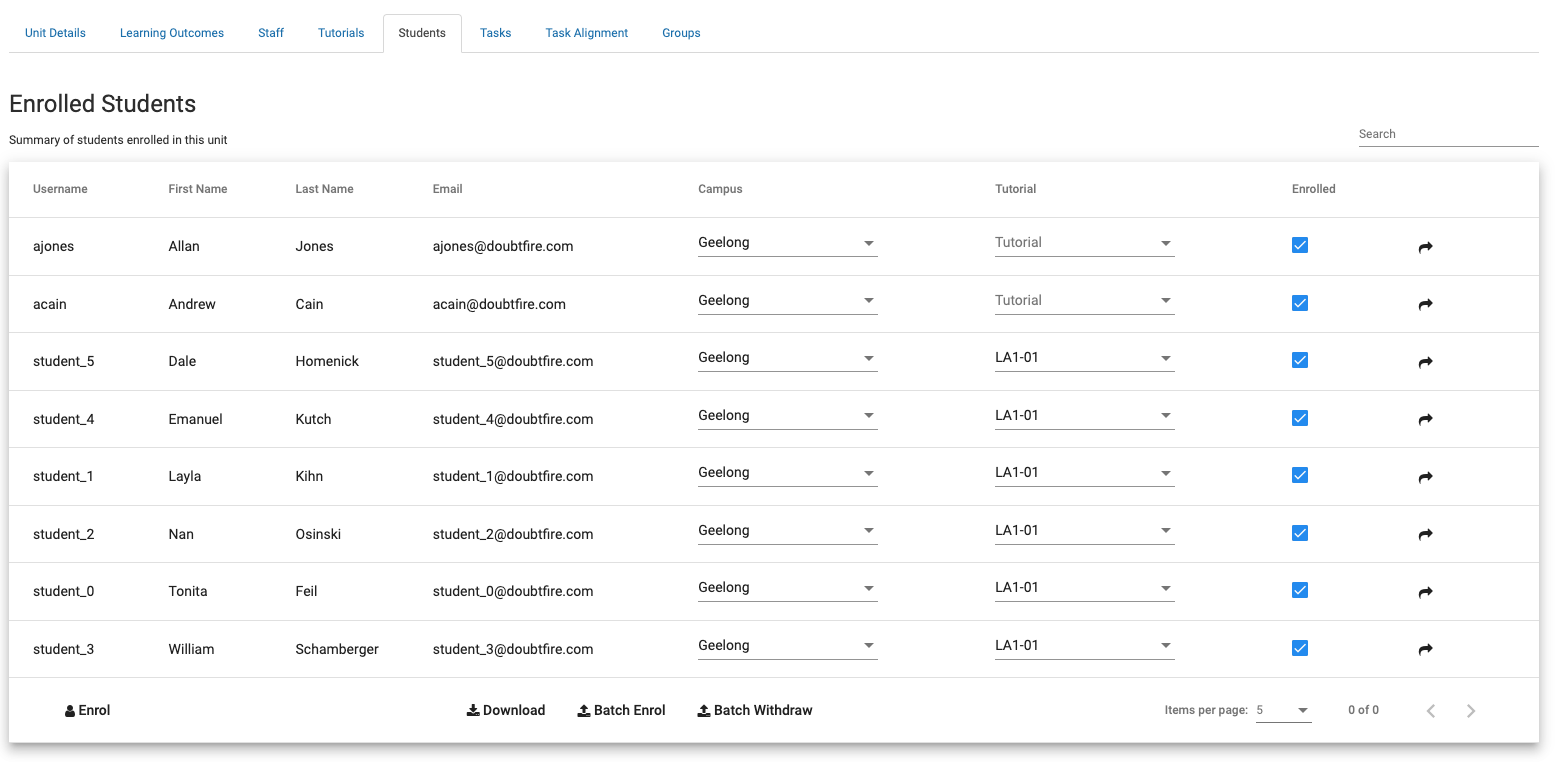 Unit Details Learning Outcomes Staff Tutorials Students Tasks Task Alignment Groups
Enrolled Students
Summary of students enrolled in this unit
Search
Username First Name Last Name Email Campus Tutorial Enrolled
ajones Allan Jones ajones@doubtfire.com Geelong Tutorial
acain Andrew Cain acain@doubtfire.com Geelong Tutorial
student_5 Dale Homenick student_5@doubtfire.com Geelong LA1-01
student_4 Emanuel Kutch student_4@doubtfire.com Geelong LA1-01
student_1 Layla Kihn student_1@doubtfire.com Geelong LA1-01
student_2 Nan Osinski student_2@doubtfire.com Geelong LA1-01
student_0 Tonita Feil student_0@doubtfire.com Geelong LA1-01
student_3 William Schamberger student_3@doubtfire.com Geelong LA1-01
Enrol Download Batch Enrol Batch Withdraw Items per page: 5 0 of 0